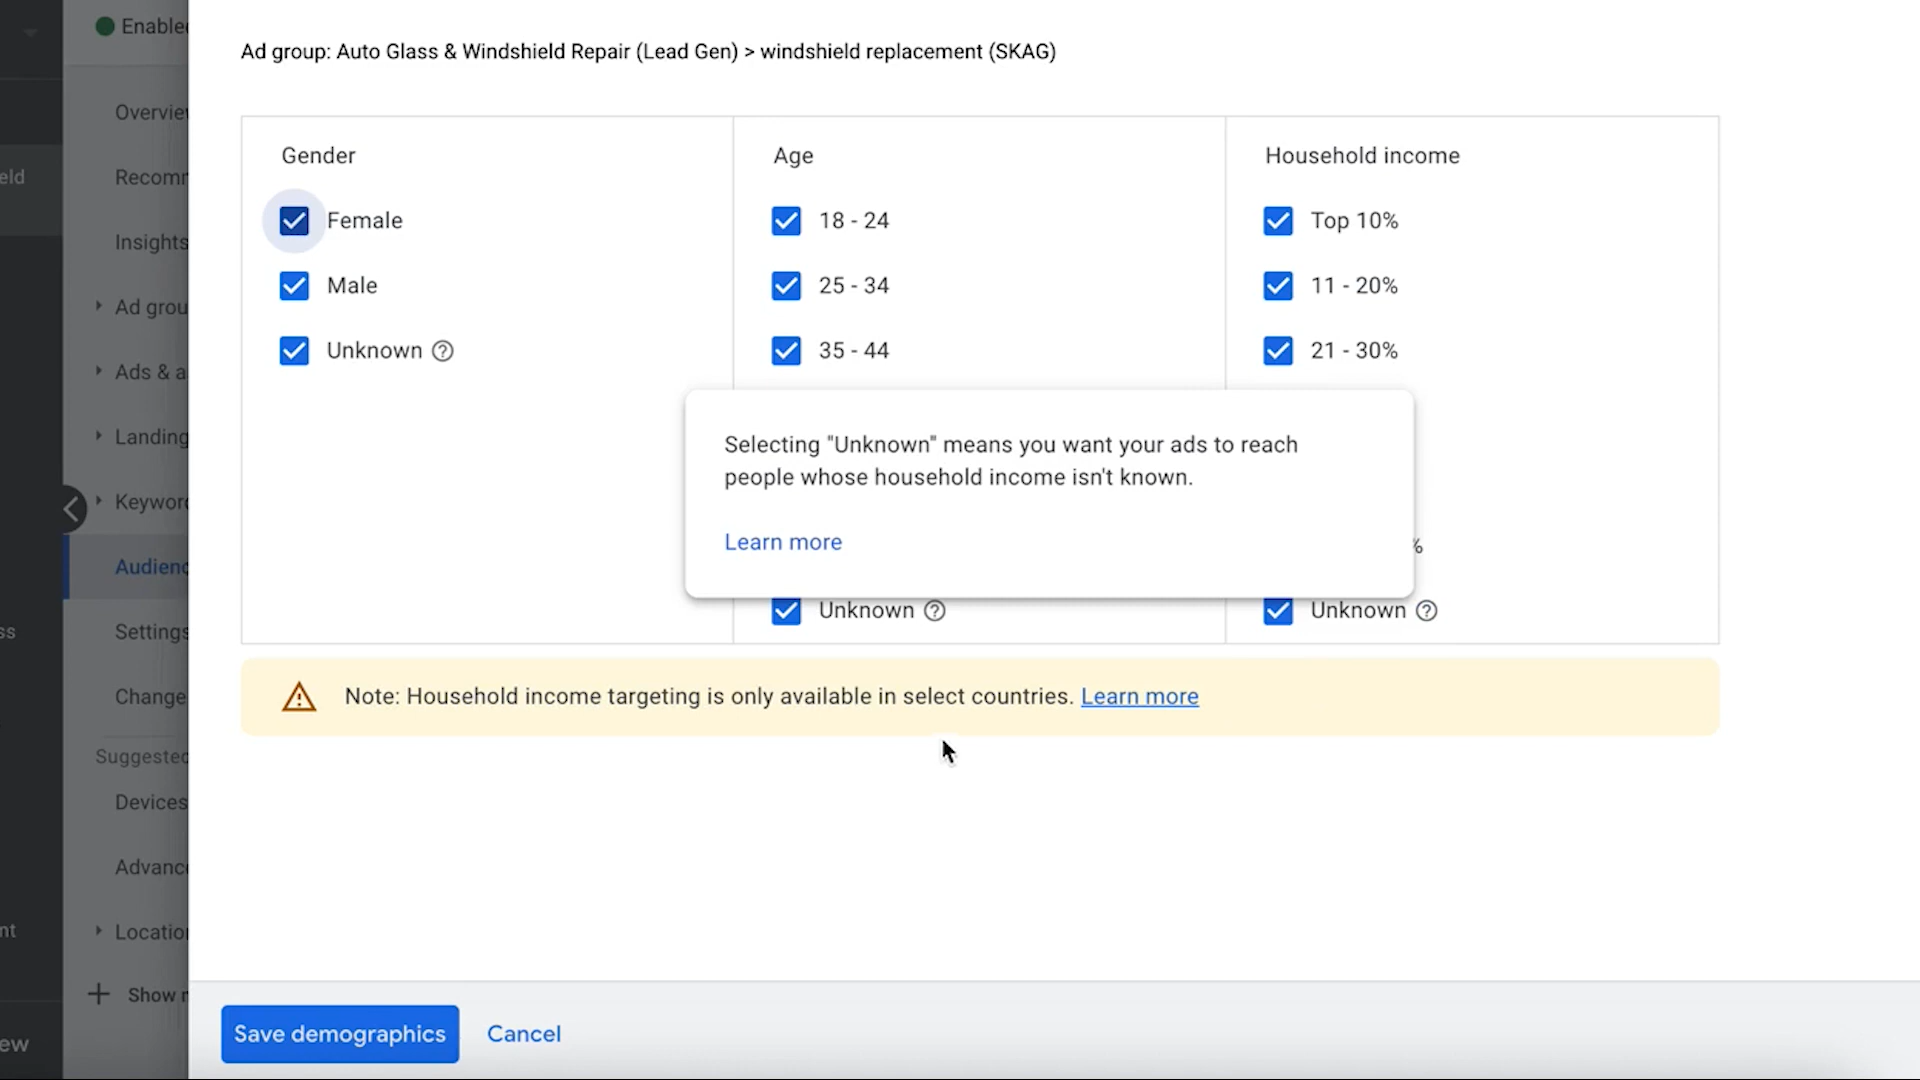 Enabled
Ad group: Auto Glass & Windshield Repair (Lead Gen) > windshield replacement (SKAG)
eld
Overvie
Recomm
Insights
Ad grou
Ads & a
Landing
Keyword
Audienc
Settings
Change
Suggested
Devices
Advanc
Location
Show m
ss
nt
ew
Gender
Female
Male
Unknown
Age
18 - 24
25 - 34
35 - 44
Unknown
Household income
Top 10%
11 - 20%
21 - 30%
%
Unknown
Selecting "Unknown" means you want your ads to reach
people whose household income isn't known.
Learn more
Note: Household income targeting is only available in select countries. Learn more
Save demographics
Cancel